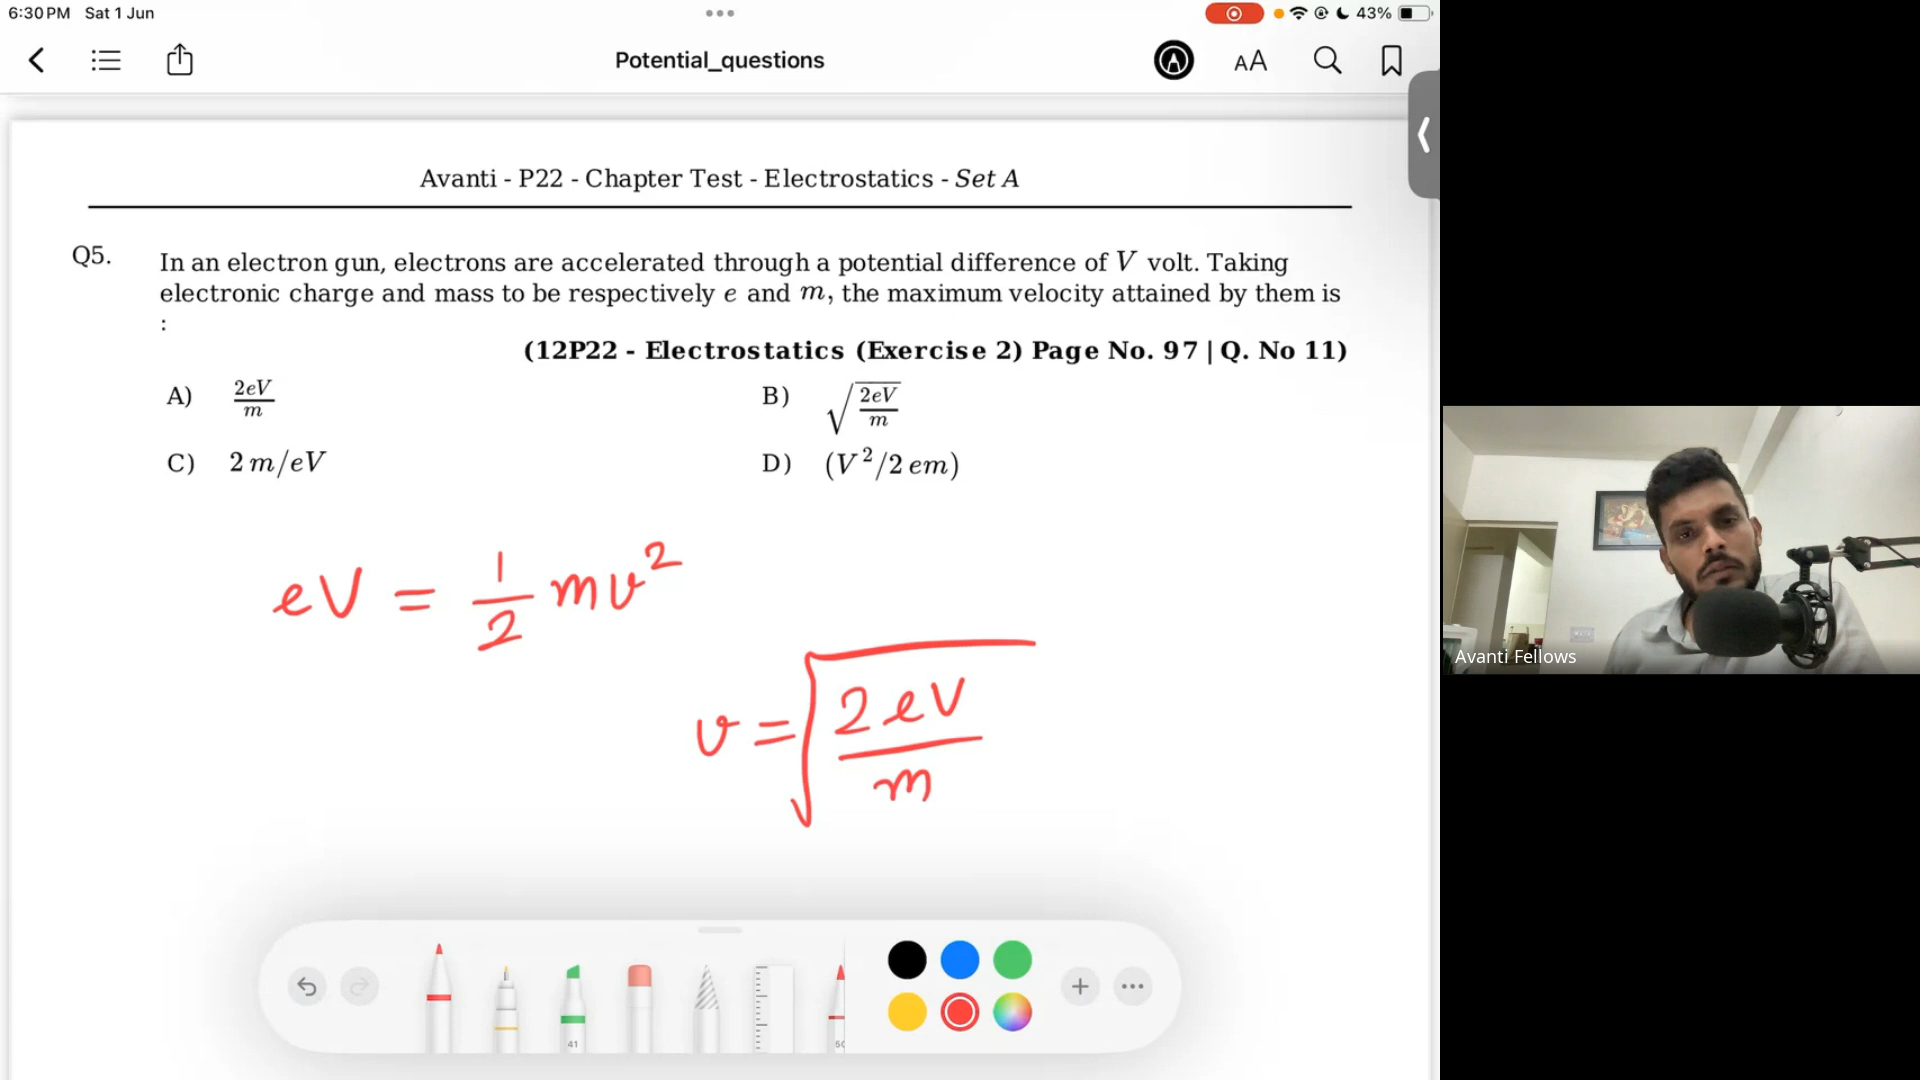 6:30 PM Sat 1 Jun
43%
Potential_questions
AA
Avanti - P22 - Chapter Test - Electrostatics - Set A
Q5. In an electron gun, electrons are accelerated through a potential difference of V volt. Taking
electronic charge and mass to be respectively e and m, the maximum velocity attained by them is
:
(12P22 - Electrostatics (Exercise 2) Page No. 97 | Q. No 11)
A) 2eV/m B) √(2eV/m)
C) 2 m/eV D) (V²/2 em)
eV = 1/2 mv²
v = √(2eV/m)
Avanti Fellows
41
50